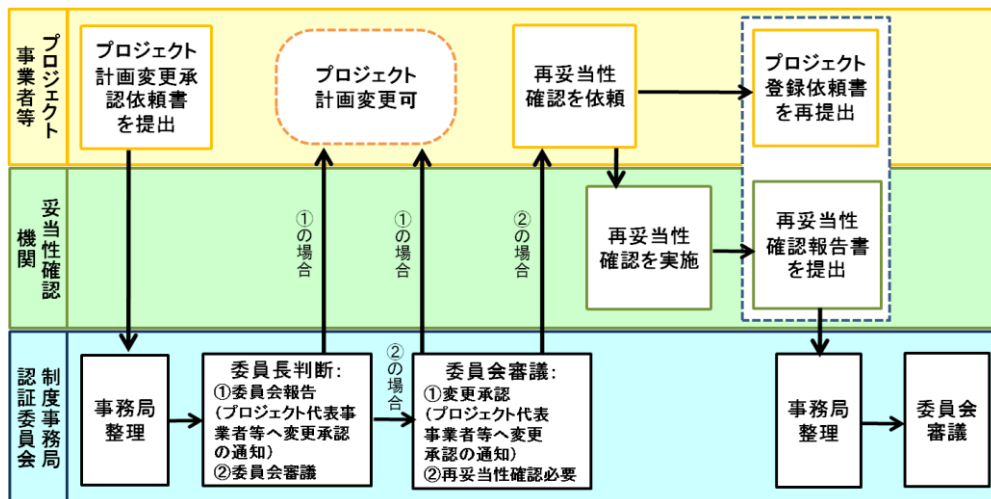 プロジェクト
事業者等
プロジェクト
計画変更承
認依頼書
を提出
プロジェクト
計画変更可
再妥当性
確認を依頼
プロジェクト
登録依頼書
を再提出
妥当性確認
機関
①の場合
①の場合
②の場合
再妥当性
確認を実施
再妥当性
確認報告書
を提出
制度事務局
認証委員会
事務局
整理
委員長判断:
①委員会報告
(プロジェクト代表事
業者等へ変更承認
の通知)
②委員会審議
②の場合
委員会審議:
①変更承認
(プロジェクト代表
事業者等へ変更
承認の通知)
②再妥当性確認必要
事務局
整理
委員会
審議